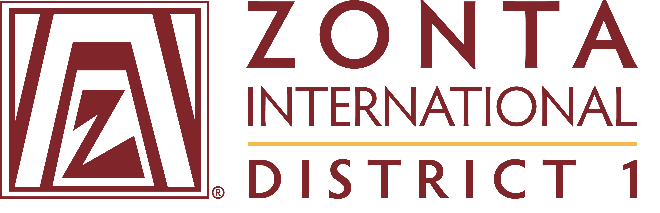 ZONTA
INTERNATIONAL
DISTRICT 1
®